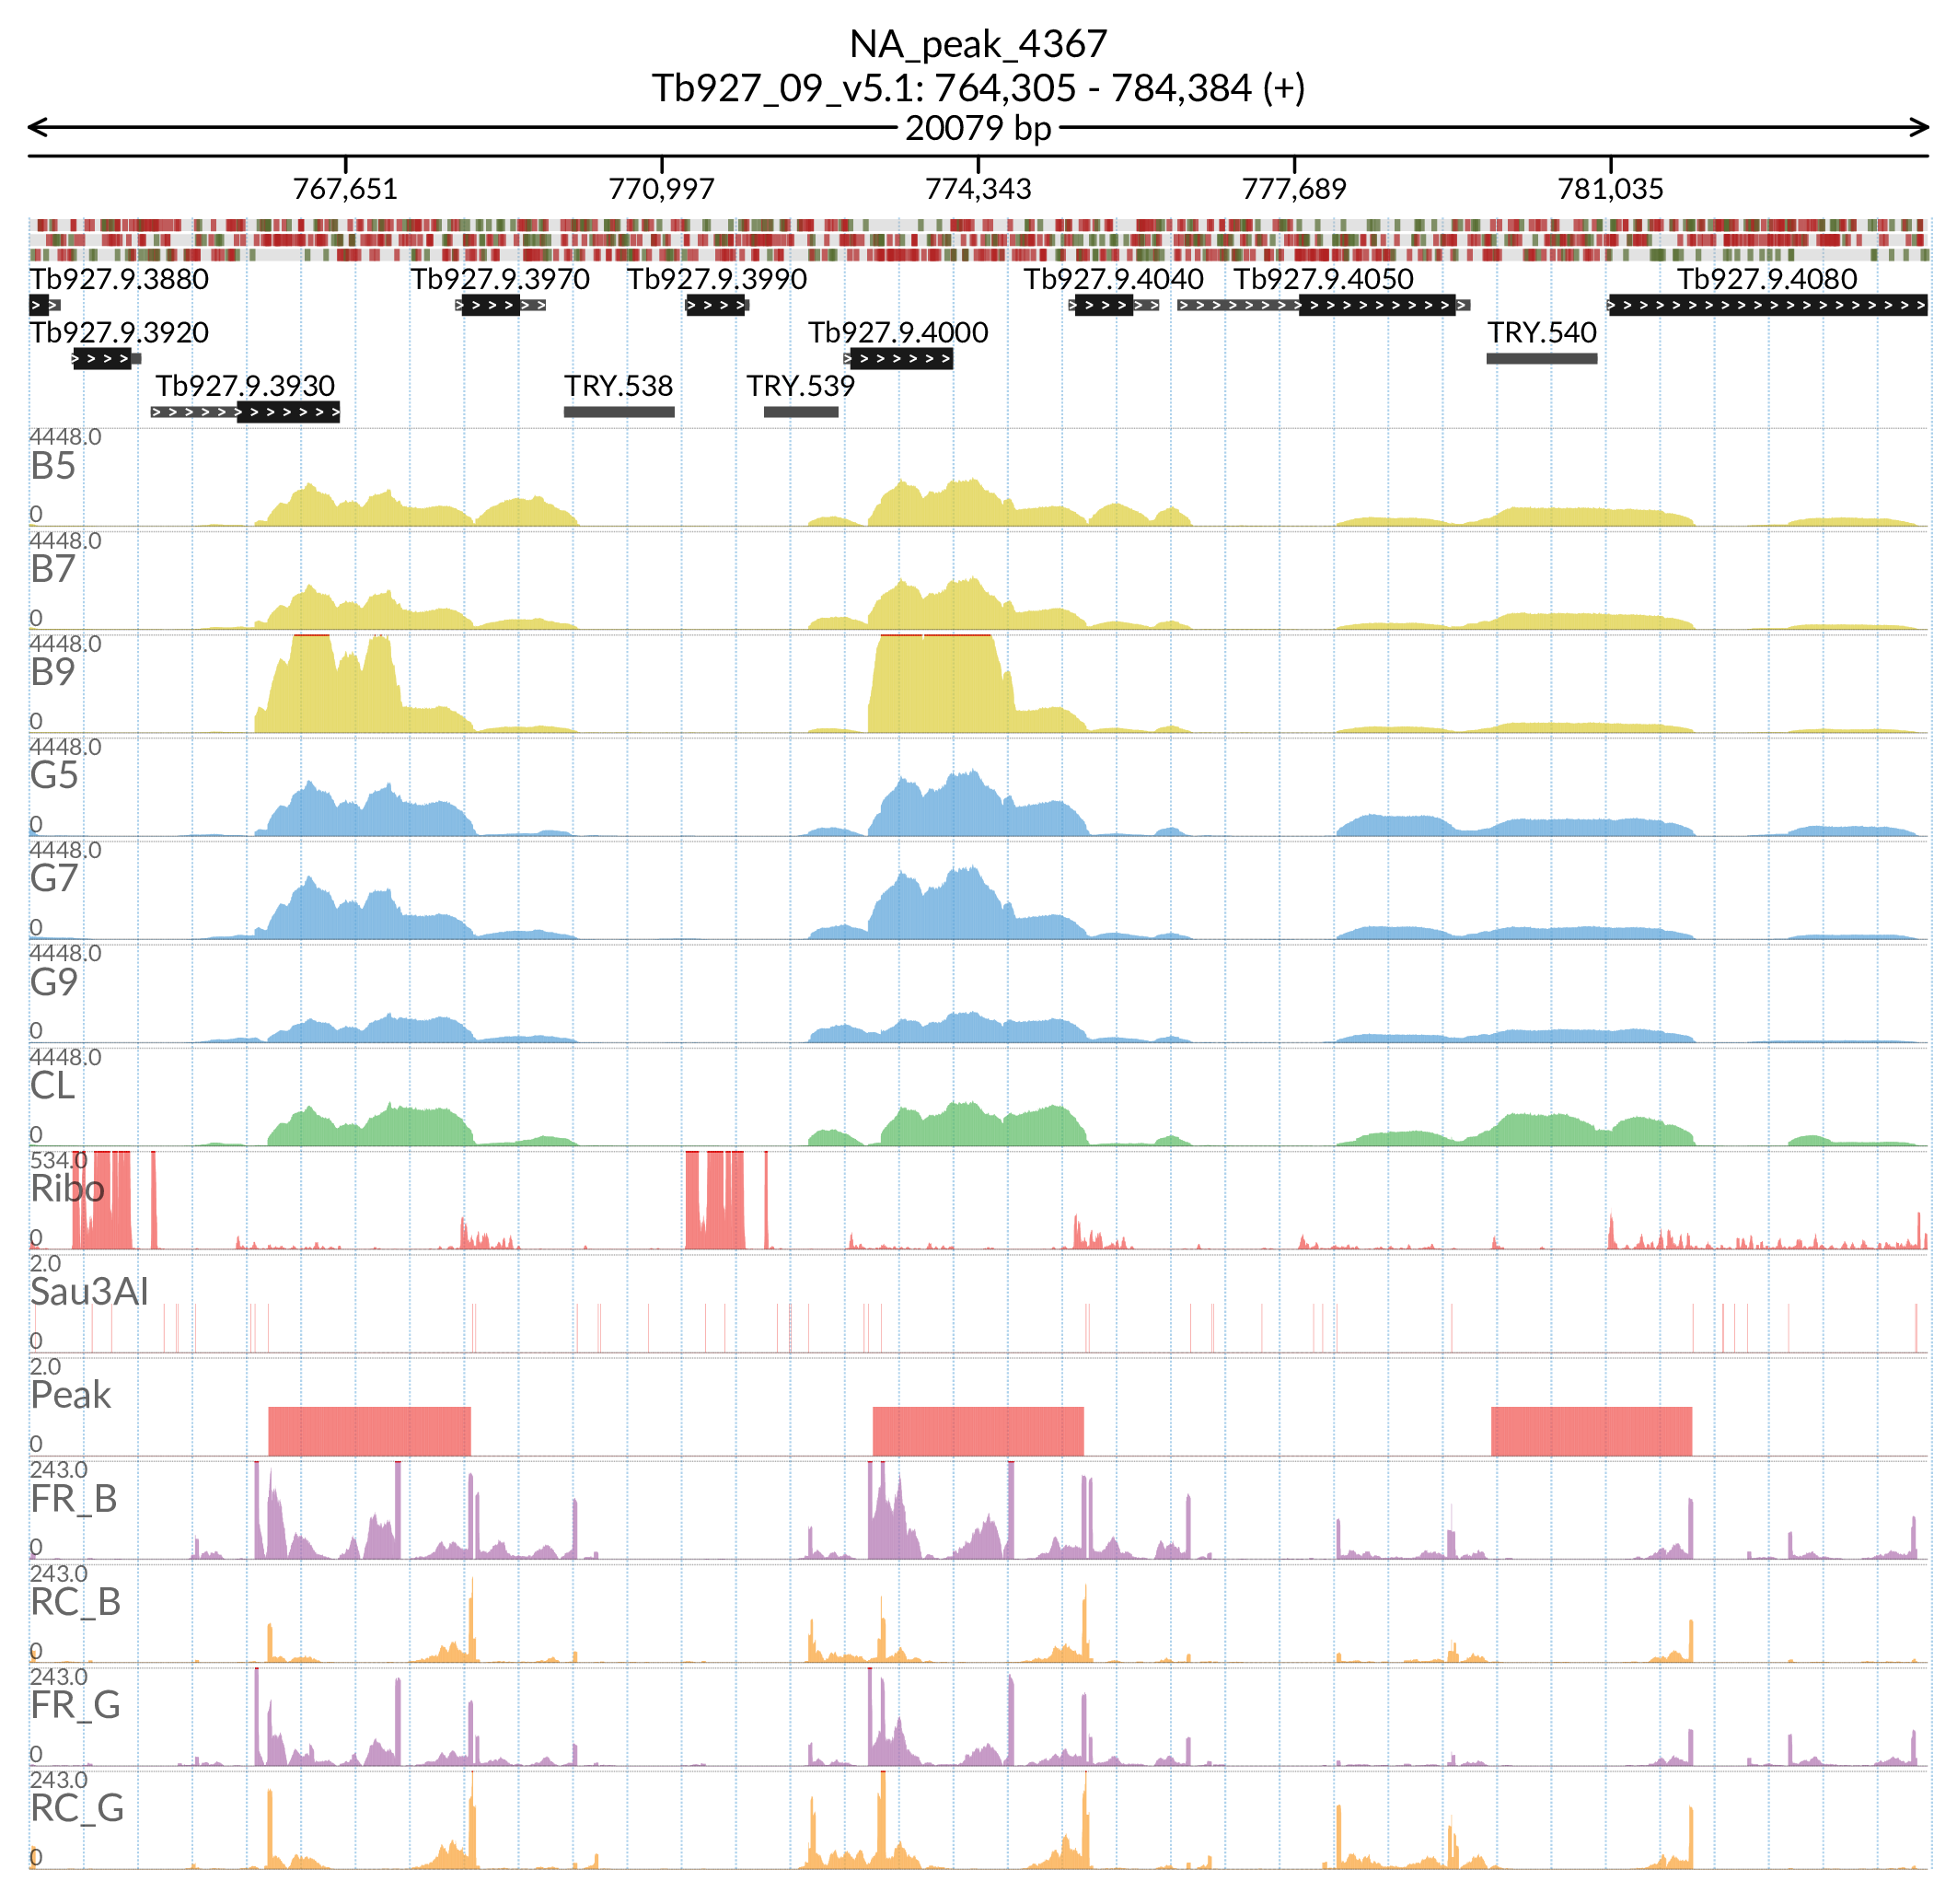 NA_peak_4367
Tb927_09_v5.1: 764,305 - 784,384 (+)
20079 bp
767,651 770,997 774,343 777,689 781,035
Tb927.9.3880 Tb927.9.3970 Tb927.9.3990 Tb927.9.4040 Tb927.9.4050 Tb927.9.4080
Tb927.9.3920 Tb927.9.4000 TRY.540
Tb927.9.3930 TRY.538 TRY.539
4448.0
B5
0
4448.0
B7
0
4448.0
B9
0
4448.0
G5
0
4448.0
G7
0
4448.0
G9
0
4448.0
CL
0
534.0
Ribo
0
2.0
Sau3AI
0
2.0
Peak
0
243.0
FR_B
0
243.0
RC_B
0
243.0
FR_G
0
243.0
RC_G
0